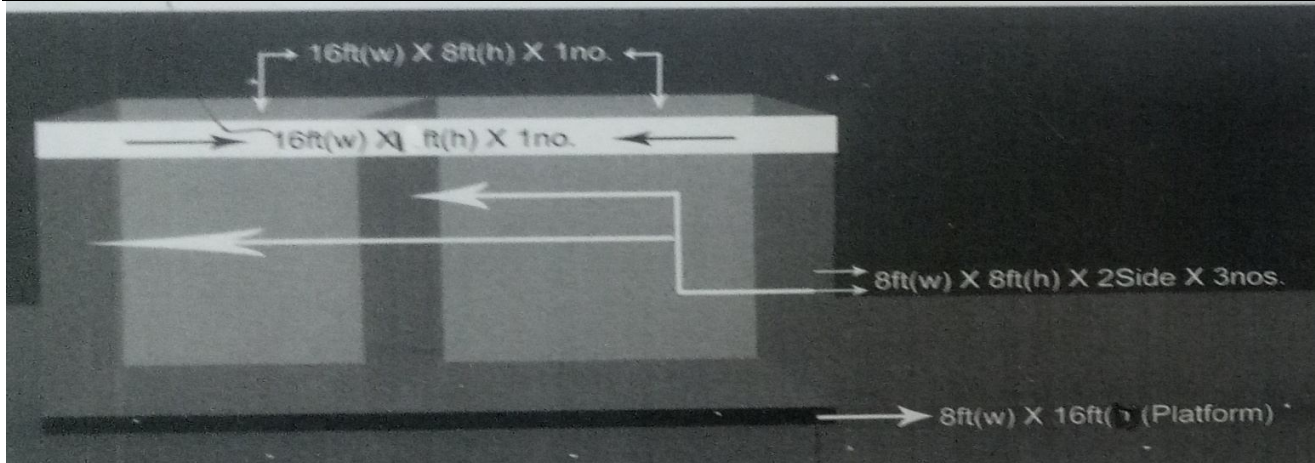 16ft(w) X 8ft(h) X 1no.
16ft(w) X ft(h) X 1no.
8ft(w) X 8ft(h) X 2Side X 3nos.
8ft(w) X 16ft( (Platform)